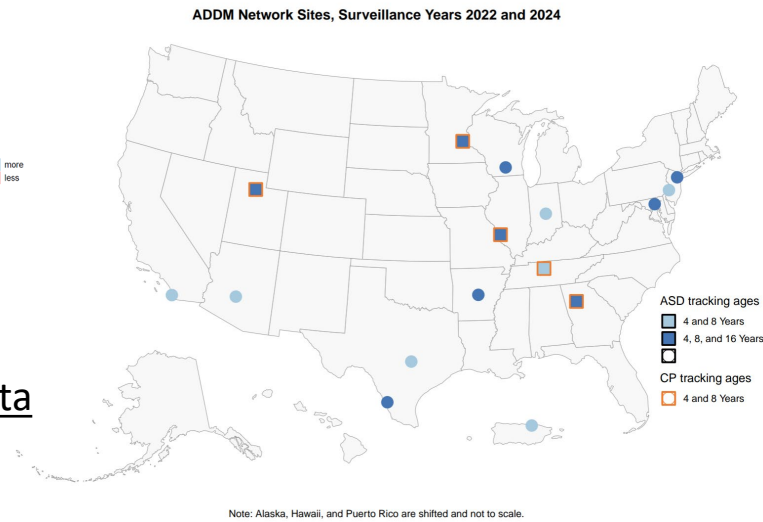 ADDM Network Sites, Surveillance Years 2022 and 2024
more
less
ta
ASD tracking ages
4 and 8 Years
4, 8, and 16 Years
CP tracking ages
4 and 8 Years
Note: Alaska, Hawaii, and Puerto Rico are shifted and not to scale.